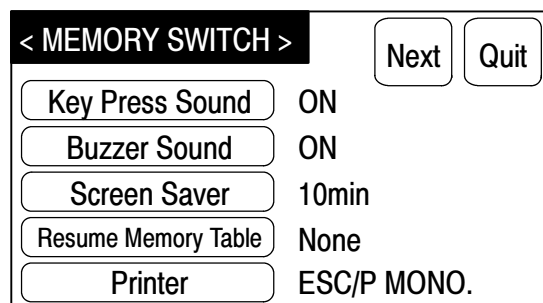 < MEMORY SWITCH > Next Quit
Key Press Sound ON
Buzzer Sound ON
Screen Saver 10min
Resume Memory Table None
Printer ESC/P MONO.